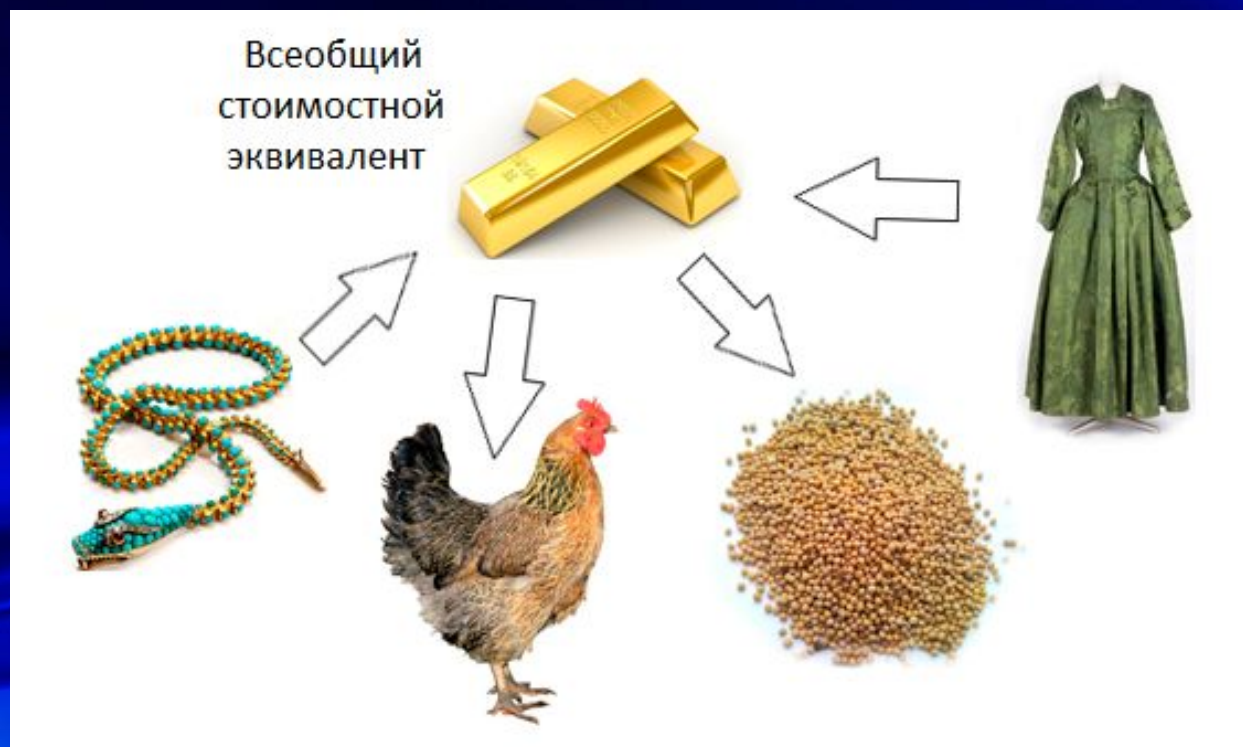 Всеобщий
стоимостной
эквивалент